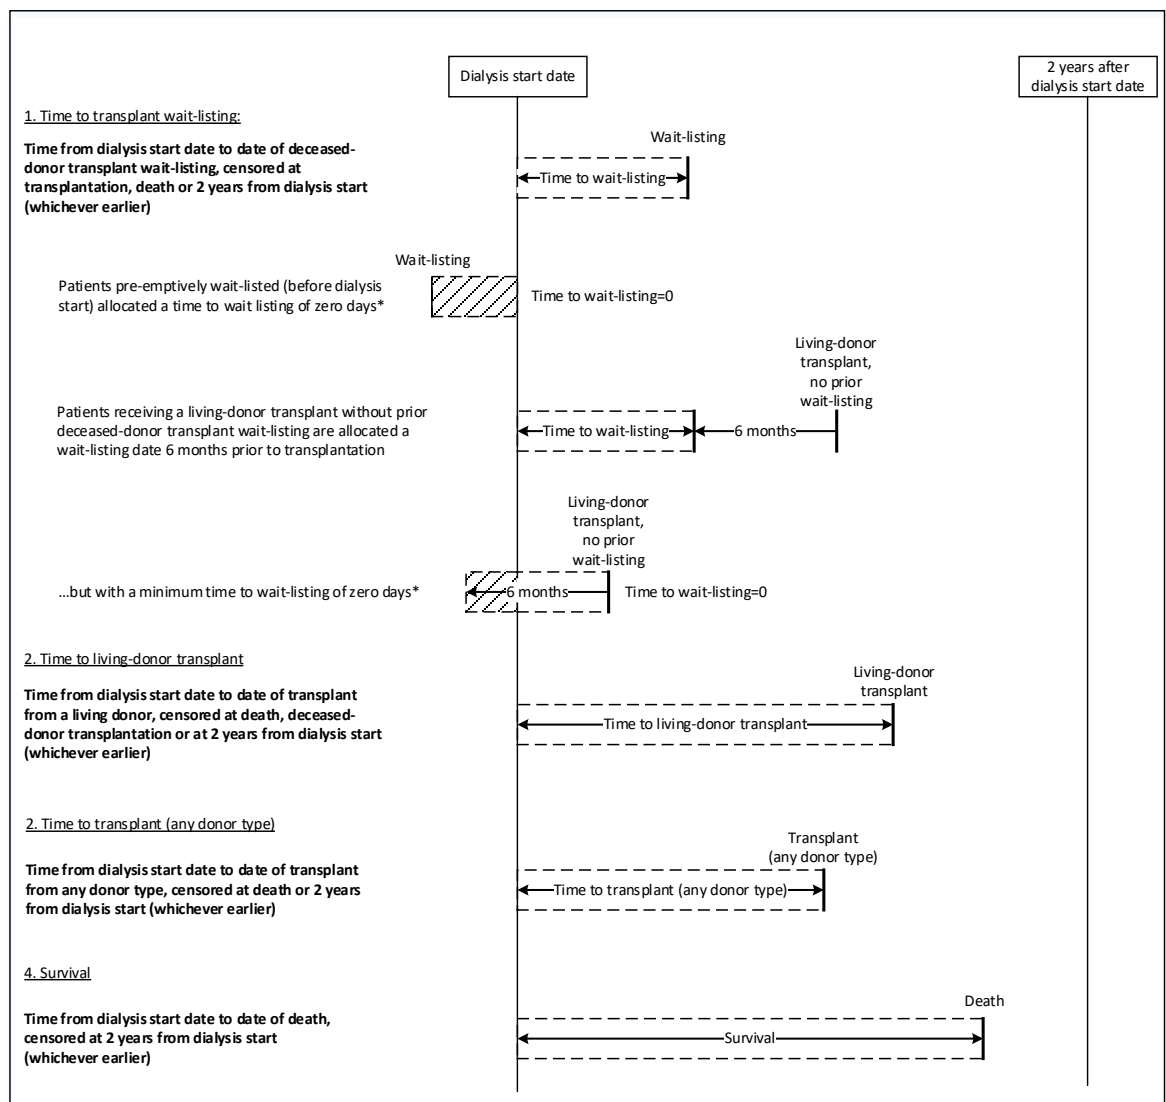 Dialysis start date
2 years after
dialysis start date
1. Time to transplant wait-listing:
Time from dialysis start date to date of deceased-
donor transplant wait-listing, censored at
transplantation, death or 2 years from dialysis start
(whichever earlier)
Wait-listing
Time to wait-listing
Wait-listing
Patients pre-emptively wait-listed (before dialysis
start) allocated a time to wait listing of zero days*
Time to wait-listing=0
Living-donor
transplant,
no prior
wait-listing
Patients receiving a living-donor transplant without prior
deceased-donor transplant wait-listing are allocated a
wait-listing date 6 months prior to transplantation
Time to wait-listing
6 months
Living-donor
transplant,
no prior
wait-listing
...but with a minimum time to wait-listing of zero days*
6 months
Time to wait-listing=0
2. Time to living-donor transplant
Time from dialysis start date to date of transplant
from a living donor, censored at death, deceased-
donor transplantation or at 2 years from dialysis start
(whichever earlier)
Living-donor
transplant
Time to living-donor transplant
2. Time to transplant (any donor type)
Time from dialysis start date to date of transplant
from any donor type, censored at death or 2 years
from dialysis start (whichever earlier)
Transplant
(any donor type)
Time to transplant (any donor type)
4. Survival
Time from dialysis start date to date of death,
censored at 2 years from dialysis start
(whichever earlier)
Death
Survival